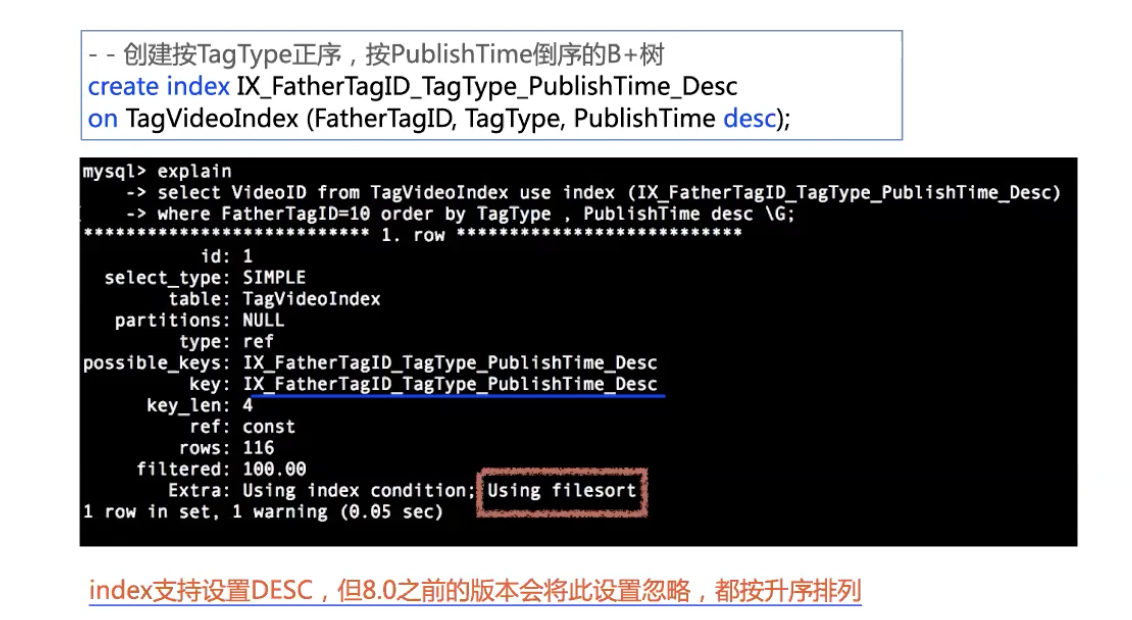 - - 创建按TagType正序，按PublishTime倒序的B+树
create index IX_FatherTagID_TagType_PublishTime_Desc
on TagVideoIndex (FatherTagID, TagType, PublishTime desc);
mysql> explain
-> select VideoID from TagVideoIndex use index (IX_FatherTagID_TagType_PublishTime_Desc)
-> where FatherTagID=10 order by TagType , PublishTime desc \G;
*************************** 1. row ***************************
id: 1
select_type: SIMPLE
table: TagVideoIndex
partitions: NULL
type: ref
possible_keys: IX_FatherTagID_TagType_PublishTime_Desc
key: IX_FatherTagID_TagType_PublishTime_Desc
key_len: 4
ref: const
rows: 116
filtered: 100.00
Extra: Using index condition; Using filesort
1 row in set, 1 warning (0.05 sec)
index支持设置DESC，但8.0之前的版本会将此设置忽略，都按升序排列